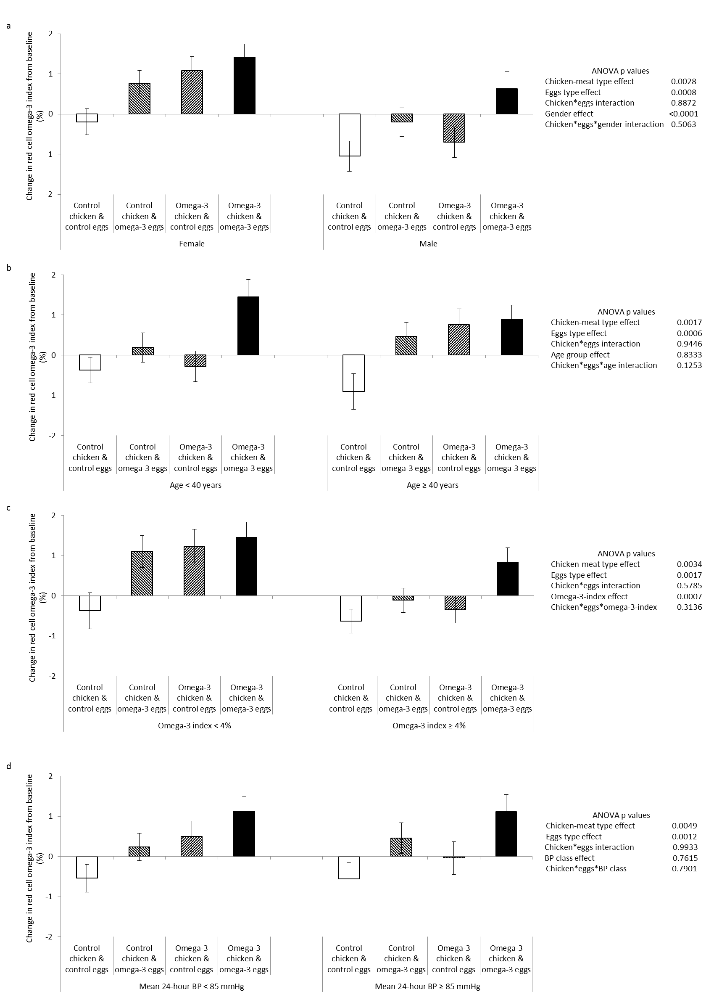 a
Change in red cell omega-3 index from baseline
(%)
2
1
0
-1
-2
Control
chicken &
control eggs
Control
chicken &
omega-3 eggs
Omega-3
chicken &
control eggs
Omega-3
chicken &
omega-3 eggs
Female
Control
chicken &
control eggs
Control
chicken &
omega-3 eggs
Omega-3
chicken &
control eggs
Omega-3
chicken &
omega-3 eggs
Male
ANOVA p values
Chicken-meat type effect 0.0028
Eggs type effect 0.0008
Chicken*eggs interaction 0.8872
Gender effect <0.0001
Chicken*eggs*gender interaction 0.5063
b
Change in red cell omega-3 index from baseline
(%)
2
1
0
-1
-2
Control
chicken &
control eggs
Control
chicken &
omega-3 eggs
Omega-3
chicken &
control eggs
Omega-3
chicken &
omega-3 eggs
Age < 40 years
Control
chicken &
control eggs
Control
chicken &
omega-3 eggs
Omega-3
chicken &
control eggs
Omega-3
chicken &
omega-3 eggs
Age ≥ 40 years
ANOVA p values
Chicken-meat type effect 0.0017
Eggs type effect 0.0006
Chicken*eggs interaction 0.9446
Age group effect 0.8333
Chicken*eggs*age interaction 0.1253
c
Change in red cell omega-3 index from baseline
(%)
2
1
0
-1
-2
Control
chicken &
control eggs
Control
chicken &
omega-3 eggs
Omega-3
chicken &
control eggs
Omega-3
chicken &
omega-3 eggs
Omega-3 index < 4%
Control
chicken &
control eggs
Control
chicken &
omega-3 eggs
Omega-3
chicken &
control eggs
Omega-3
chicken &
omega-3 eggs
Omega-3 index ≥ 4%
ANOVA p values
Chicken-meat type effect 0.0034
Eggs type effect 0.0017
Chicken*eggs interaction 0.5785
Omega-3-index effect 0.0007
Chicken*eggs*omega-3-index 0.3136
d
Change in red cell omega-3 index from baseline
(%)
2
1
0
-1
-2
Control
chicken &
control eggs
Control
chicken &
omega-3 eggs
Omega-3
chicken &
control eggs
Omega-3
chicken &
omega-3 eggs
Mean 24-hour BP < 85 mmHg
Control
chicken &
control eggs
Control
chicken &
omega-3 eggs
Omega-3
chicken &
control eggs
Omega-3
chicken &
omega-3 eggs
Mean 24-hour BP ≥ 85 mmHg
ANOVA p values
Chicken-meat type effect 0.0049
Eggs type effect 0.0012
Chicken*eggs interaction 0.9933
BP class effect 0.7615
Chicken*eggs*BP class 0.7901